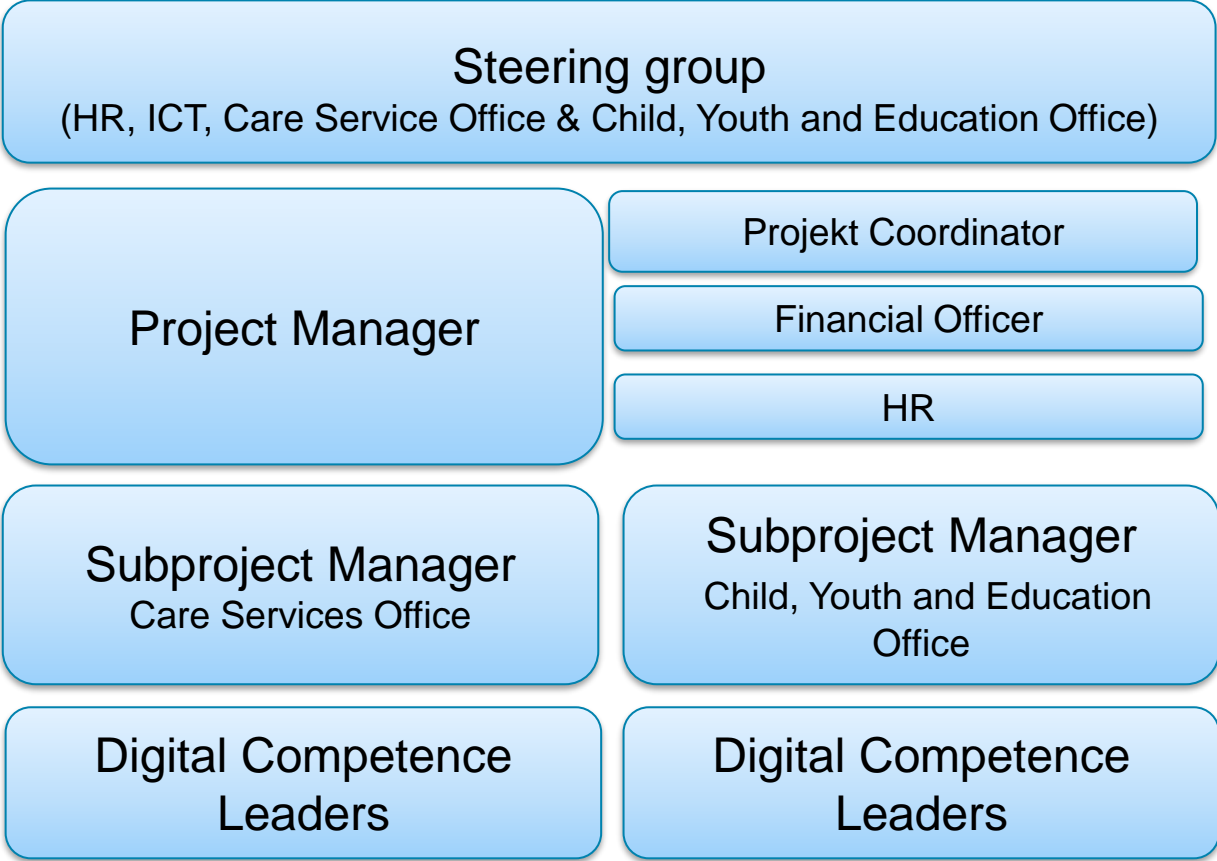 Steering group
(HR, ICT, Care Service Office & Child, Youth and Education Office)
Project Manager
Projekt Coordinator
Financial Officer
HR
Subproject Manager
Care Services Office
Subproject Manager
Child, Youth and Education
Office
Digital Competence
Leaders
Digital Competence
Leaders